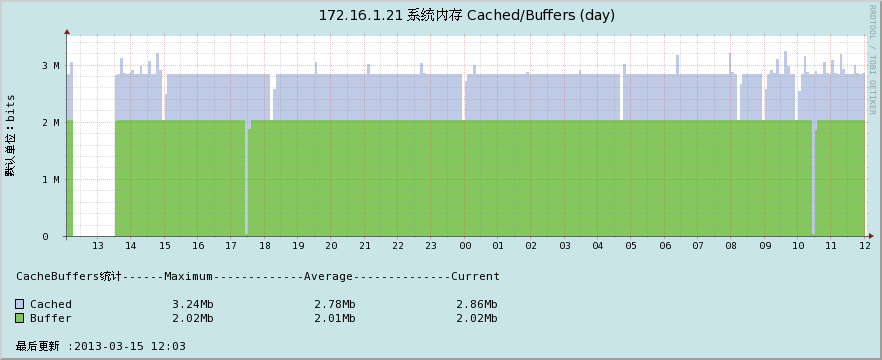 172.16.1.21 系统内存 Cached/Buffers (day)
RRDTOOL / TOBI OETIKER
默认单位：bits
3 M
2 M
1 M
0
13 14 15 16 17 18 19 20 21 22 23 00 01 02 03 04 05 06 07 08 09 10 11 12
CacheBuffers统计------Maximum-------------Average--------------Current
Cached 3.24Mb 2.78Mb 2.86Mb
Buffer 2.02Mb 2.01Mb 2.02Mb
最后更新 :2013-03-15 12:03